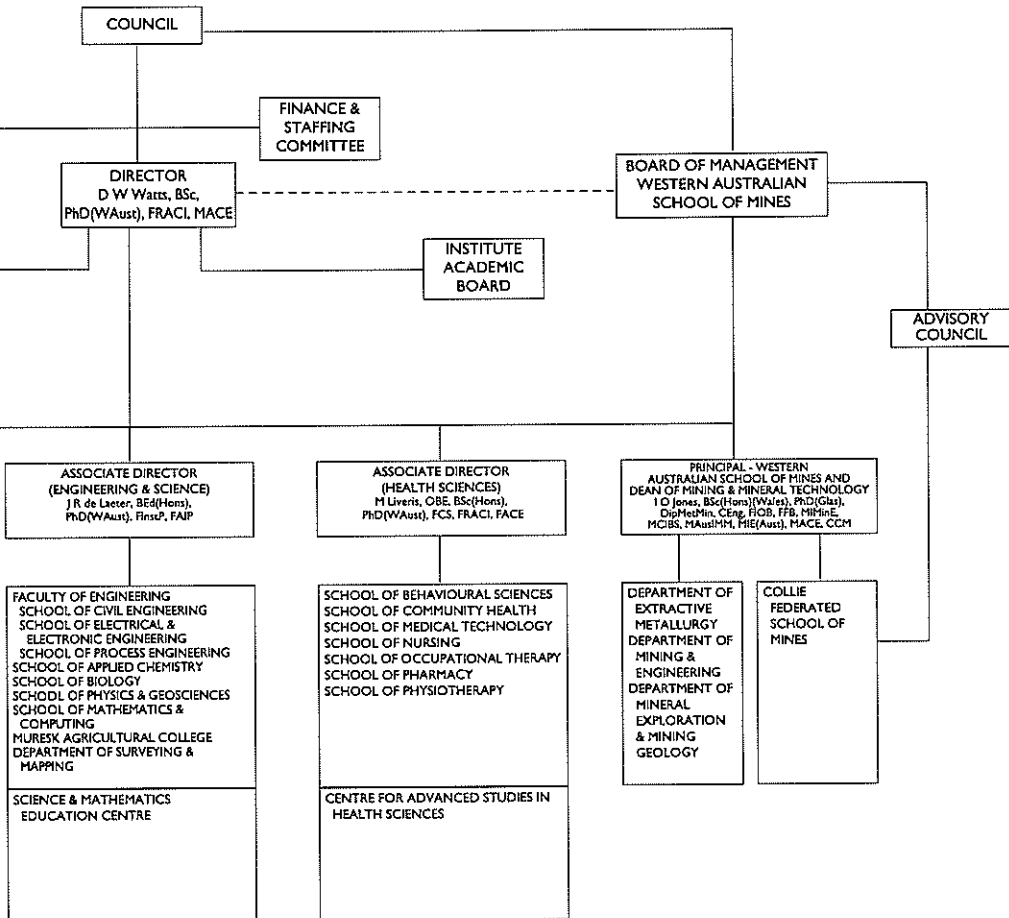 COUNCIL
FINANCE &
STAFFING
COMMITTEE
DIRECTOR
D W Watts, BSc,
PhD(WAust), FRACI, MACE
BOARD OF MANAGEMENT
WESTERN AUSTRALIAN
SCHOOL OF MINES
INSTITUTE
ACADEMIC
BOARD
ADVISORY
COUNCIL
ASSOCIATE DIRECTOR
(ENGINEERING & SCIENCE)
J R de Laeter, BEd(Hons),
PhD(WAust), FInstP, FAIP
ASSOCIATE DIRECTOR
(HEALTH SCIENCES)
M Liveris, OBE, BSc(Hons),
PhD(WAust), FCS, FRACI, FACE
PRINCIPAL - WESTERN
AUSTRALIAN SCHOOL OF MINES AND
DEAN OF MINING & MINERAL TECHNOLOGY
I O Jones, BSc(Hons)(Wales), PhD(Glas),
DipMetMin, CEng, FIOB, FFB, MIMinE,
MCIBS, MAusIMM, MIE(Aust), MACE, CCM
FACULTY OF ENGINEERING
SCHOOL OF CIVIL ENGINEERING
SCHOOL OF ELECTRICAL &
ELECTRONIC ENGINEERING
SCHOOL OF PROCESS ENGINEERING
SCHOOL OF APPLIED CHEMISTRY
SCHOOL OF BIOLOGY
SCHOOL OF PHYSICS & GEOSCIENCES
SCHOOL OF MATHEMATICS &
COMPUTING
MURESK AGRICULTURAL COLLEGE
DEPARTMENT OF SURVEYING &
MAPPING
SCIENCE & MATHEMATICS
EDUCATION CENTRE
SCHOOL OF BEHAVIOURAL SCIENCES
SCHOOL OF COMMUNITY HEALTH
SCHOOL OF MEDICAL TECHNOLOGY
SCHOOL OF NURSING
SCHOOL OF OCCUPATIONAL THERAPY
SCHOOL OF PHARMACY
SCHOOL OF PHYSIOTHERAPY
CENTRE FOR ADVANCED STUDIES IN
HEALTH SCIENCES
DEPARTMENT OF
EXTRACTIVE
METALLURGY
DEPARTMENT OF
MINING &
ENGINEERING
DEPARTMENT OF
MINERAL
EXPLORATION
& MINING
GEOLOGY
COLLIE
FEDERATED
SCHOOL OF
MINES